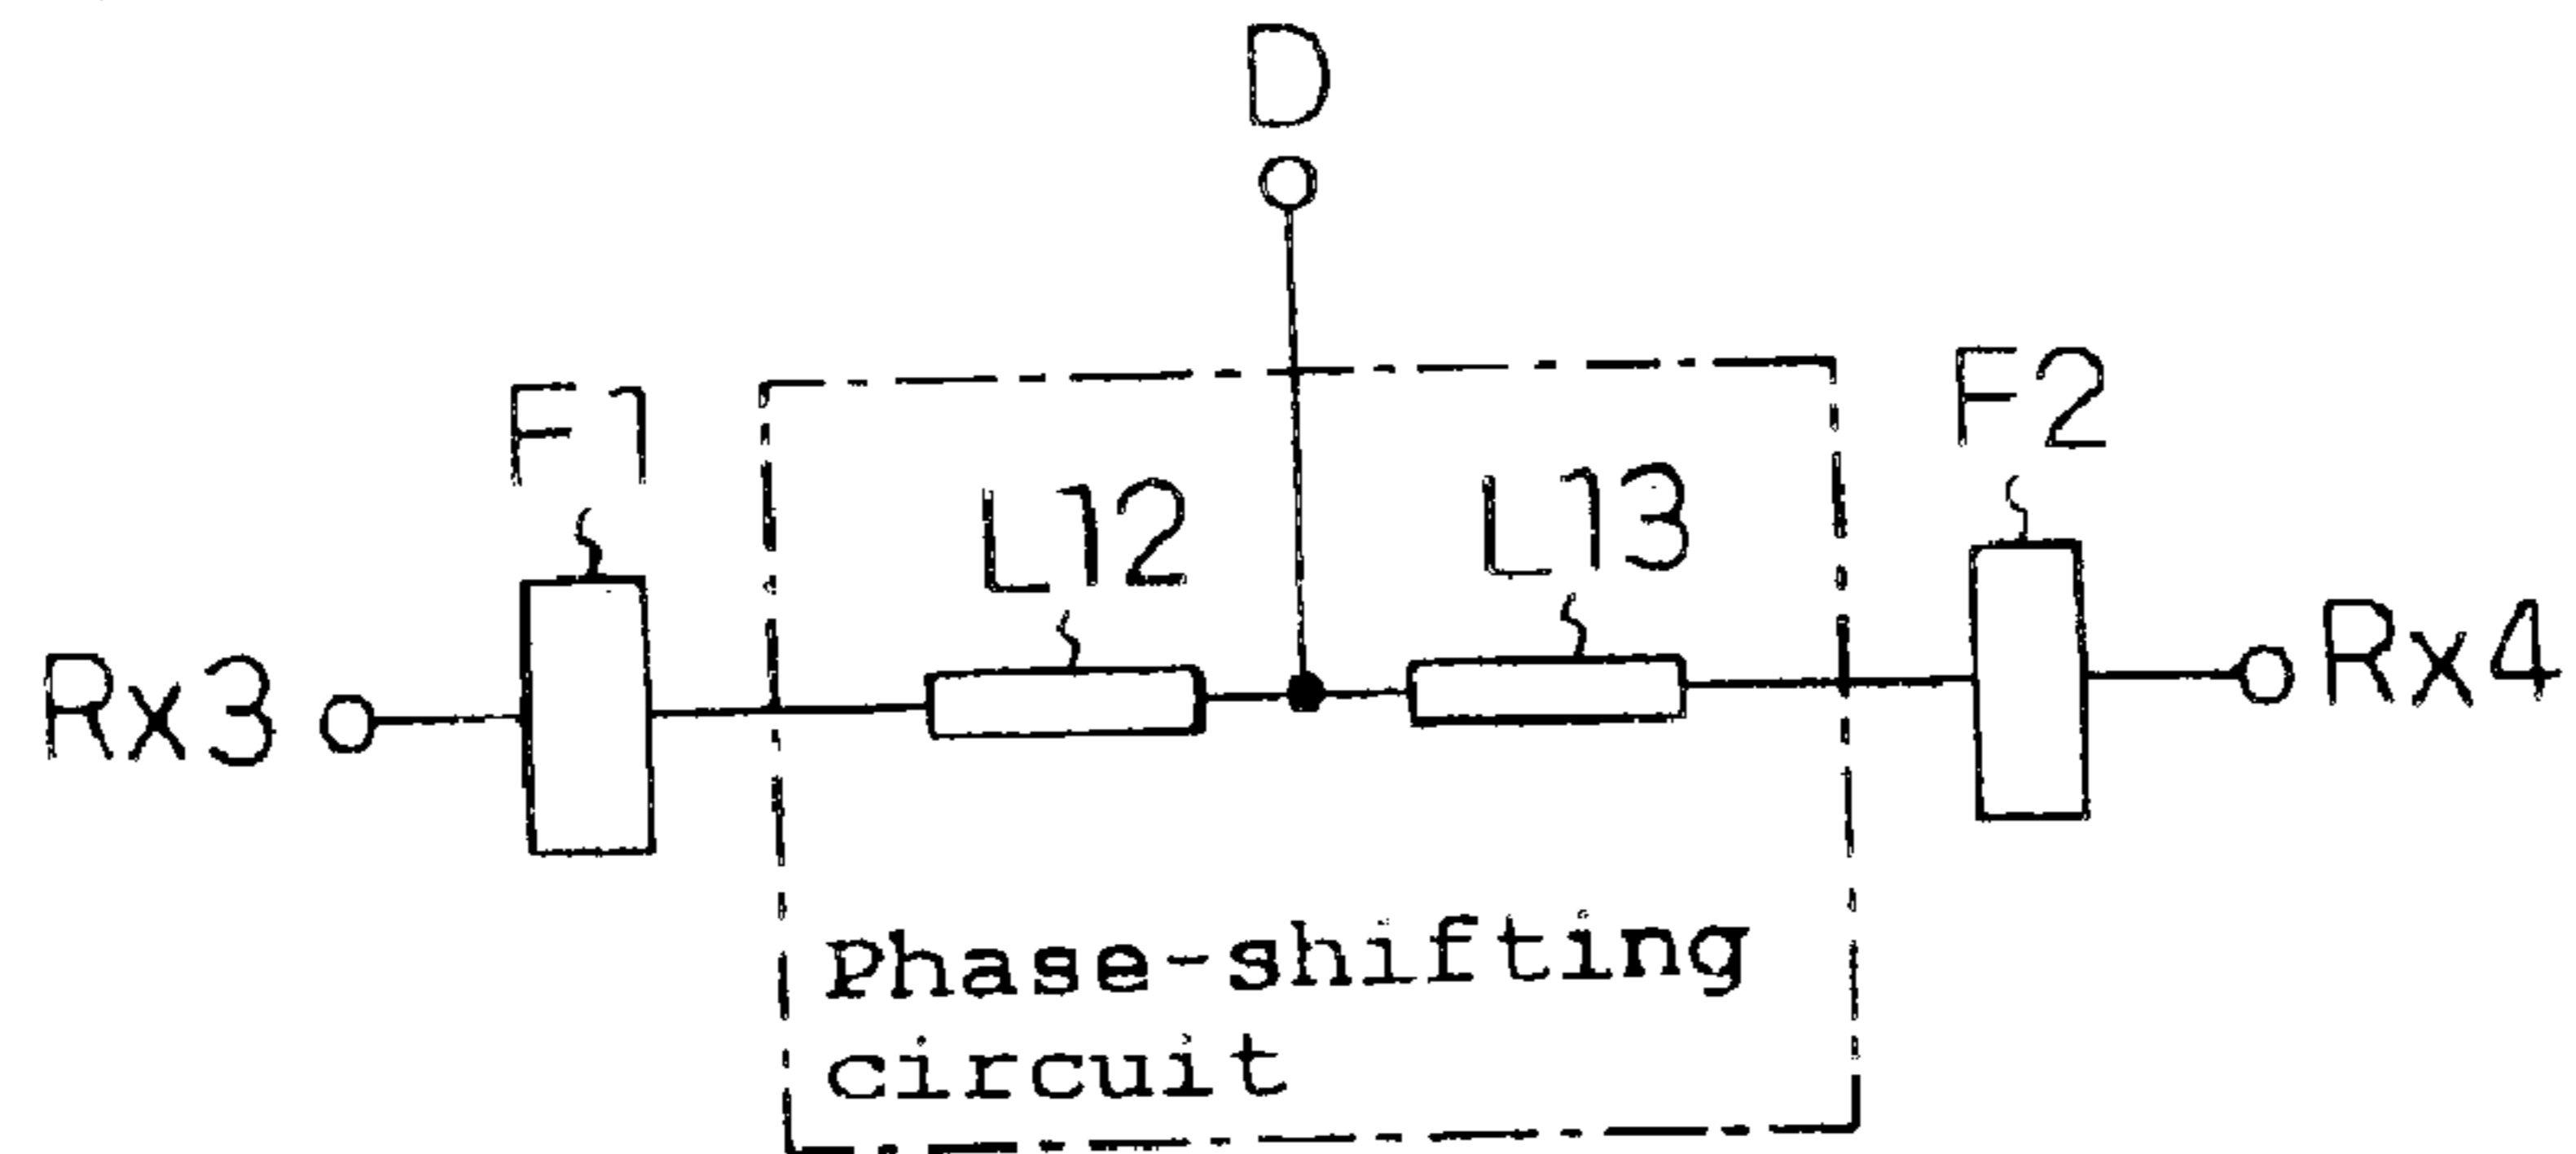 D
F1
F2
L12
L13
Rx3
Rx4
Phase-shifting
circuit